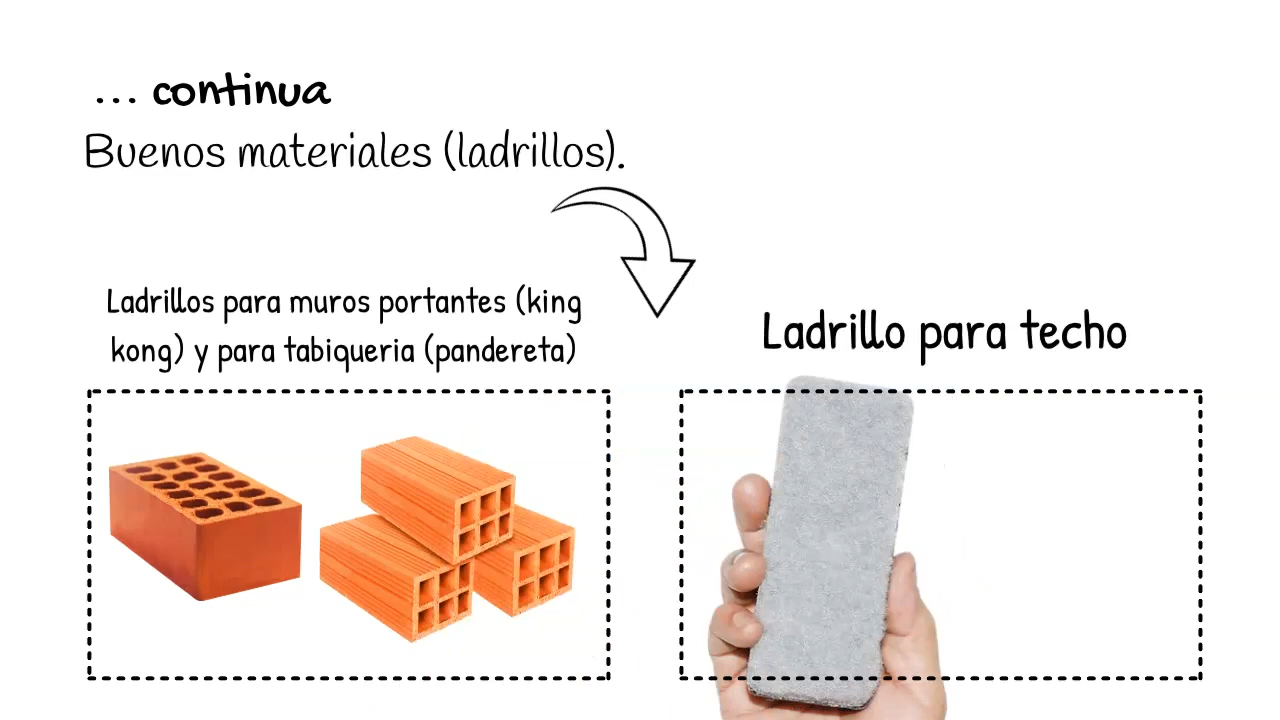 ... continua
Buenos materiales (ladrillos).
Ladrillos para muros portantes (king
kong) y para tabiqueria (pandereta)
Ladrillo para techo